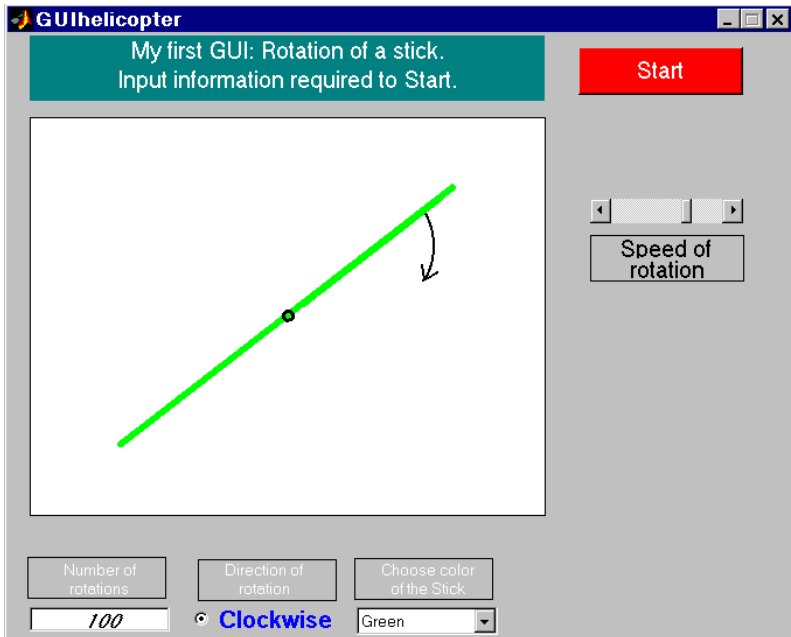 GUIhelicopter
My first GUI: Rotation of a stick.
Input information required to Start.
Start
Speed of
rotation
Number of
rotations
Direction of
rotation
Choose color
of the Stick
100
Clockwise
Green